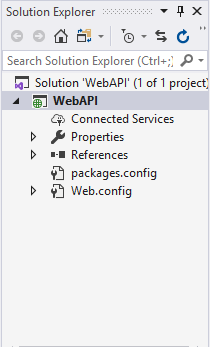 Solution Explorer
Search Solution Explorer (Ctrl+;)
Solution 'WebAPI' (1 of 1 project)
WebAPI
Connected Services
Properties
References
packages.config
Web.config